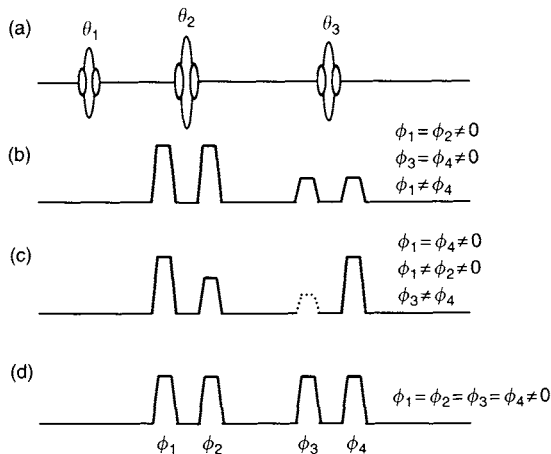 (a)
θ1
θ2
θ3
(b)
ϕ1 = ϕ2 ≠ 0
ϕ3 = ϕ4 ≠ 0
ϕ1 ≠ ϕ4
(c)
ϕ1 = ϕ4 ≠ 0
ϕ1 ≠ ϕ2 ≠ 0
ϕ3 ≠ ϕ4
(d)
ϕ1 = ϕ2 = ϕ3 = ϕ4 ≠ 0
ϕ1 ϕ2 ϕ3 ϕ4